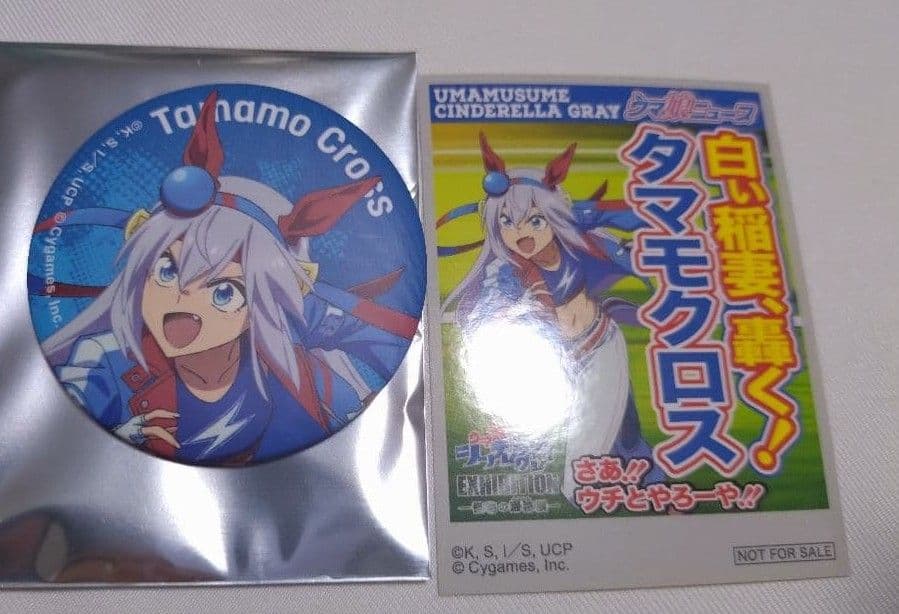 Tamamo Cross
©K, S, I/S, UCP ©Cygames, Inc.
UMAMUSUME
CINDERELLA GRAY
ウマ娘ニュース
白い稲妻、轟く!
タマモクロス
EXHIBITION
さあ!!
ウチとやろーや!!
©K, S, I/S, UCP
© Cygames, Inc.
NOT FOR SALE